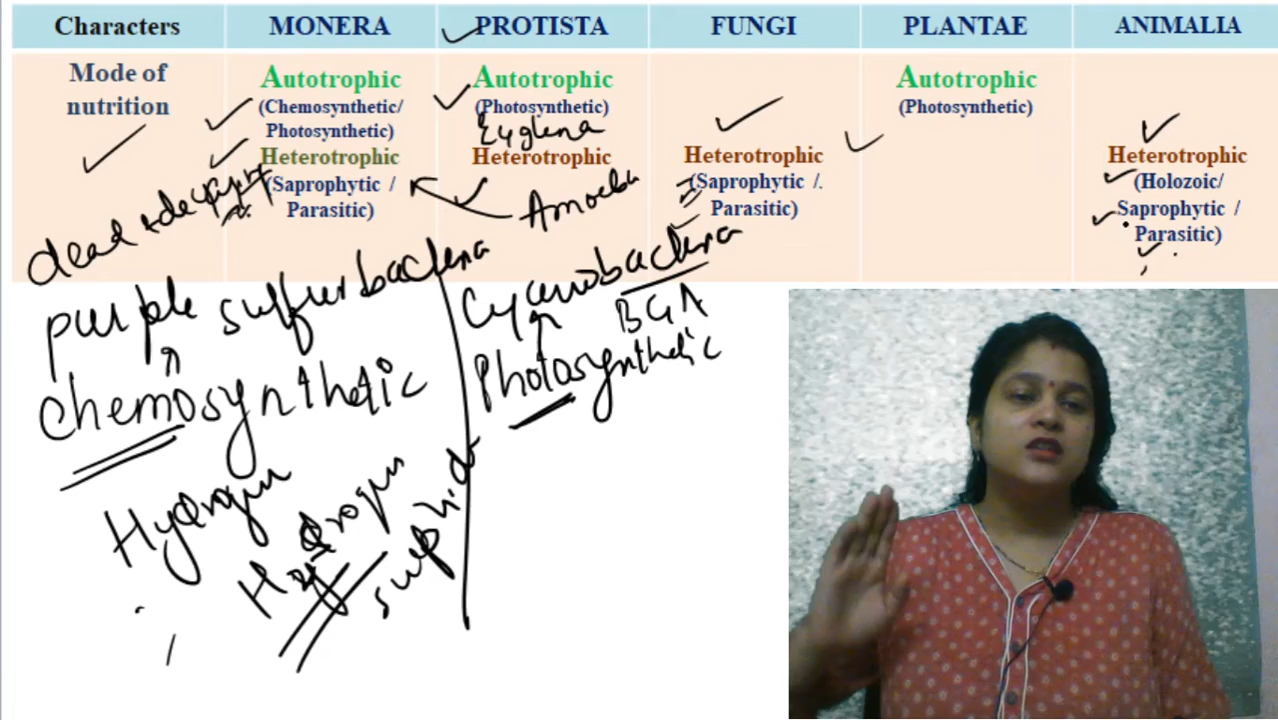 Characters MONERA PROTISTA FUNGI PLANTAE ANIMALIA
Mode of
nutrition
Autotrophic
(Chemosynthetic/
Photosynthetic)
Heterotrophic
(Saprophytic /
Parasitic)
Autotrophic
(Photosynthetic)
Euglena
Heterotrophic
Amoeba
Heterotrophic
(Saprophytic /.
Parasitic)
Autotrophic
(Photosynthetic)
Heterotrophic
(Holozoic/
Saprophytic /
Parasitic)
dead
purple sulfur bacteria
chemosynthetic
Hydrogen
Hydrogen
sulphide
Cyanobacteria
BGA
Photosynthetic